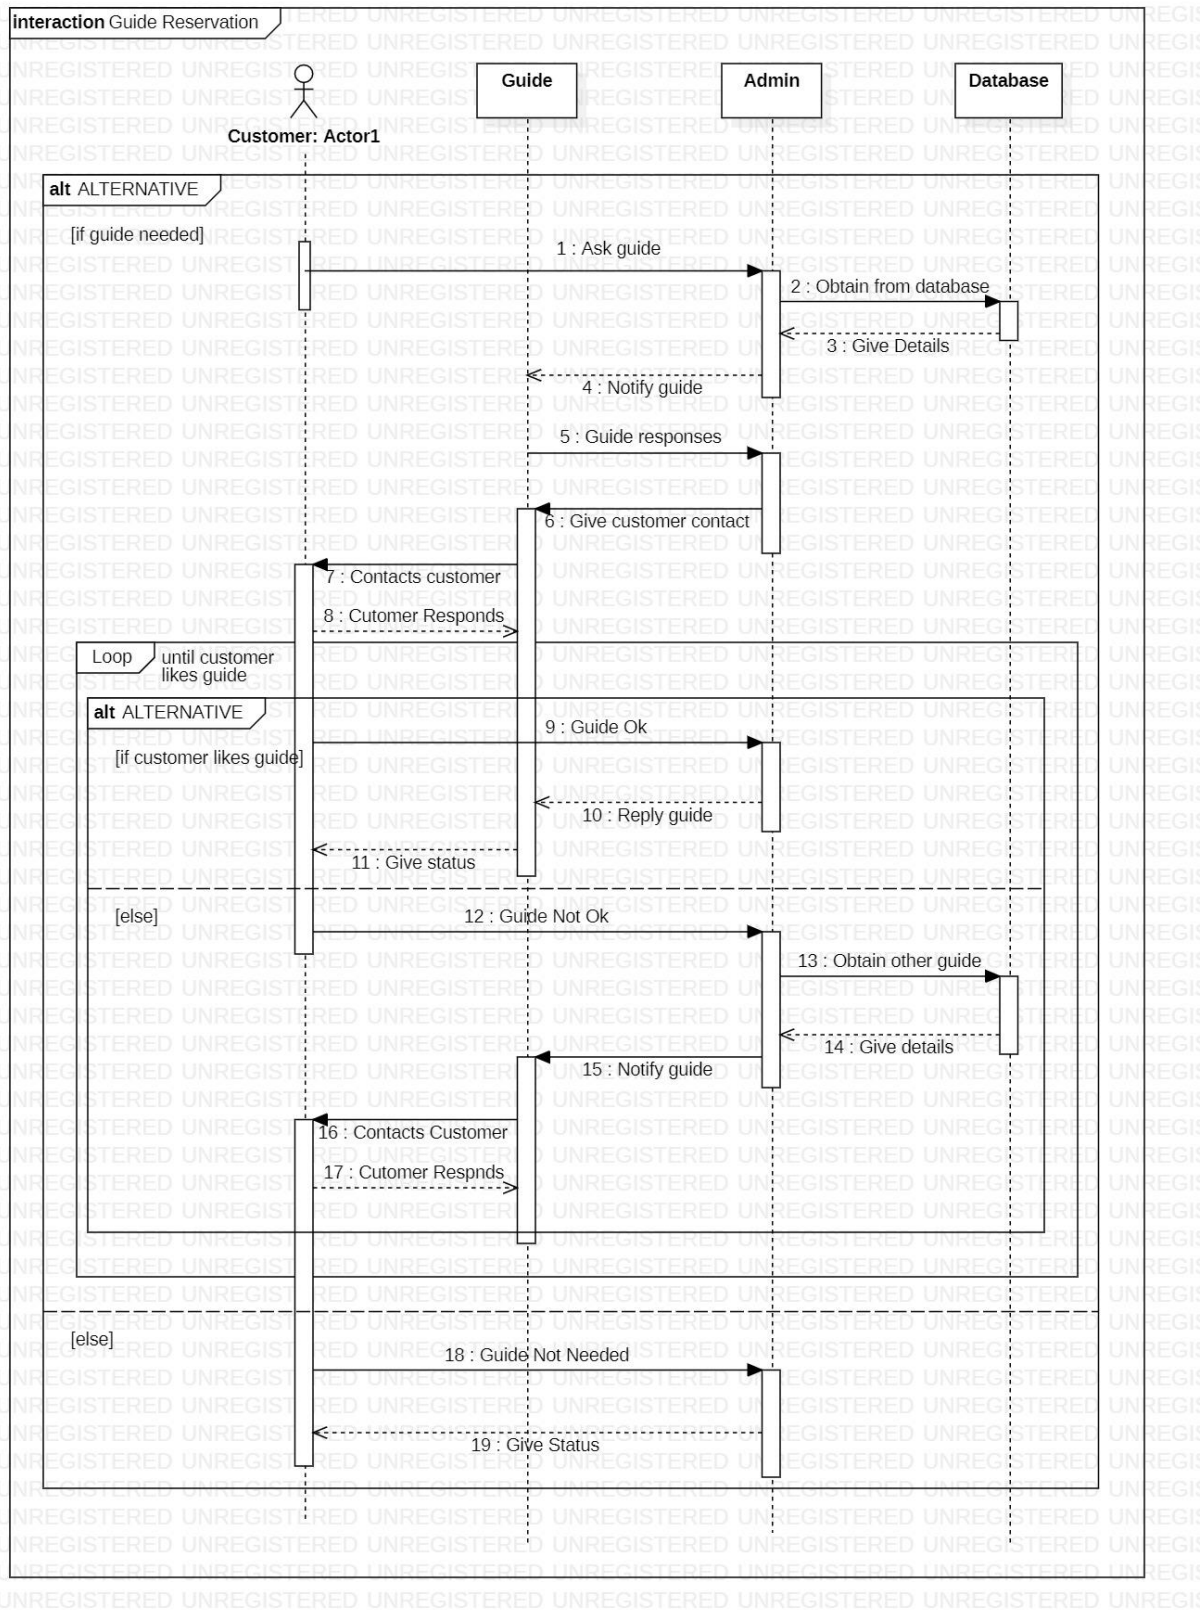 interaction Guide Reservation
Customer: Actor1
Guide
Admin
Database
alt ALTERNATIVE
[if guide needed]
1 : Ask guide
2 : Obtain from database
3 : Give Details
4 : Notify guide
5 : Guide responses
6 : Give customer contact
7 : Contacts customer
8 : Cutomer Responds
Loop
until customer
likes guide
alt ALTERNATIVE
9 : Guide Ok
[if customer likes guide]
10 : Reply guide
11 : Give status
[else]
12 : Guide Not Ok
13 : Obtain other guide
14 : Give details
15 : Notify guide
16 : Contacts Customer
17 : Cutomer Respnds
[else]
18 : Guide Not Needed
19 : Give Status
UNREGISTERED